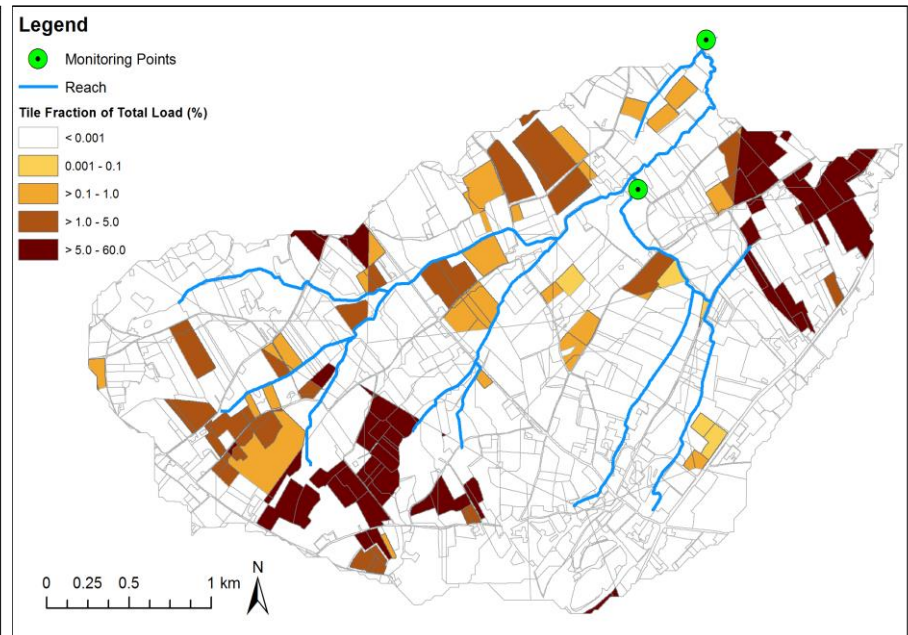 Legend
Monitoring Points
Reach
Tile Fraction of Total Load (%)
< 0.001
0.001 - 0.1
> 0.1 - 1.0
> 1.0 - 5.0
> 5.0 - 60.0
0 0.25 0.5 1 km
N